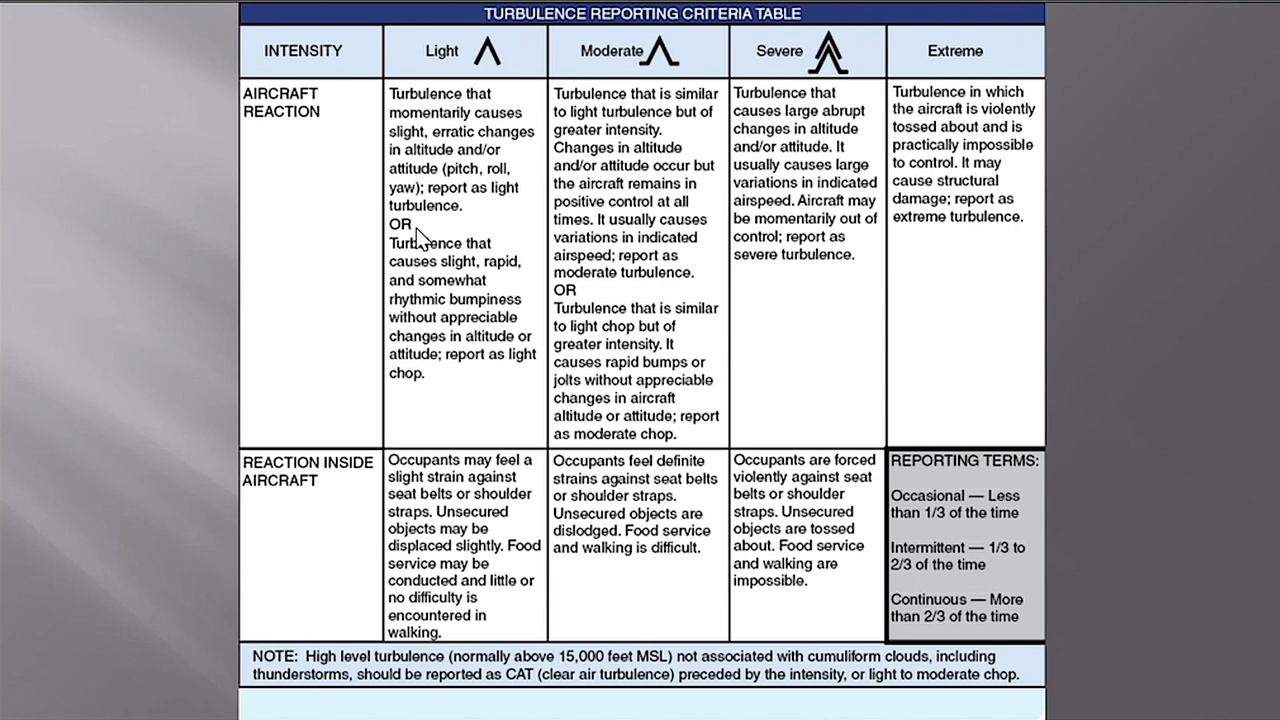 TURBULENCE REPORTING CRITERIA TABLE
INTENSITY
Light
Moderate
Severe
Extreme
AIRCRAFT
REACTION
Turbulence that
momentarily causes
slight, erratic changes
in altitude and/or
attitude (pitch, roll,
yaw); report as light
turbulence.
OR
Turbulence that
causes slight, rapid,
and somewhat
rhythmic bumpiness
without appreciable
changes in altitude or
attitude; report as light
chop.
Turbulence that is similar
to light turbulence but of
greater intensity.
Changes in altitude
and/or attitude occur but
the aircraft remains in
positive control at all
times. It usually causes
variations in indicated
airspeed; report as
moderate turbulence.
OR
Turbulence that is similar
to light chop but of
greater intensity. It
causes rapid bumps or
jolts without appreciable
changes in aircraft
altitude or attitude; report
as moderate chop.
Turbulence that
causes large abrupt
changes in altitude
and/or attitude. It
usually causes large
variations in indicated
airspeed. Aircraft may
be momentarily out of
control; report as
severe turbulence.
Turbulence in which
the aircraft is violently
tossed about and is
practically impossible
to control. It may
cause structural
damage; report as
extreme turbulence.
REACTION INSIDE
AIRCRAFT
Occupants may feel a
slight strain against
seat belts or shoulder
straps. Unsecured
objects may be
displaced slightly. Food
service may be
conducted and little or
no difficulty is
encountered in
walking.
Occupants feel definite
strains against seat belts
or shoulder straps.
Unsecured objects are
dislodged. Food service
and walking is difficult.
Occupants are forced
violently against seat
belts or shoulder
straps. Unsecured
objects are tossed
about. Food service
and walking are
impossible.
REPORTING TERMS:
Occasional — Less
than 1/3 of the time
Intermittent — 1/3 to
2/3 of the time
Continuous — More
than 2/3 of the time
NOTE: High level turbulence (normally above 15,000 feet MSL) not associated with cumuliform clouds, including
thunderstorms, should be reported as CAT (clear air turbulence) preceded by the intensity, or light to moderate chop.